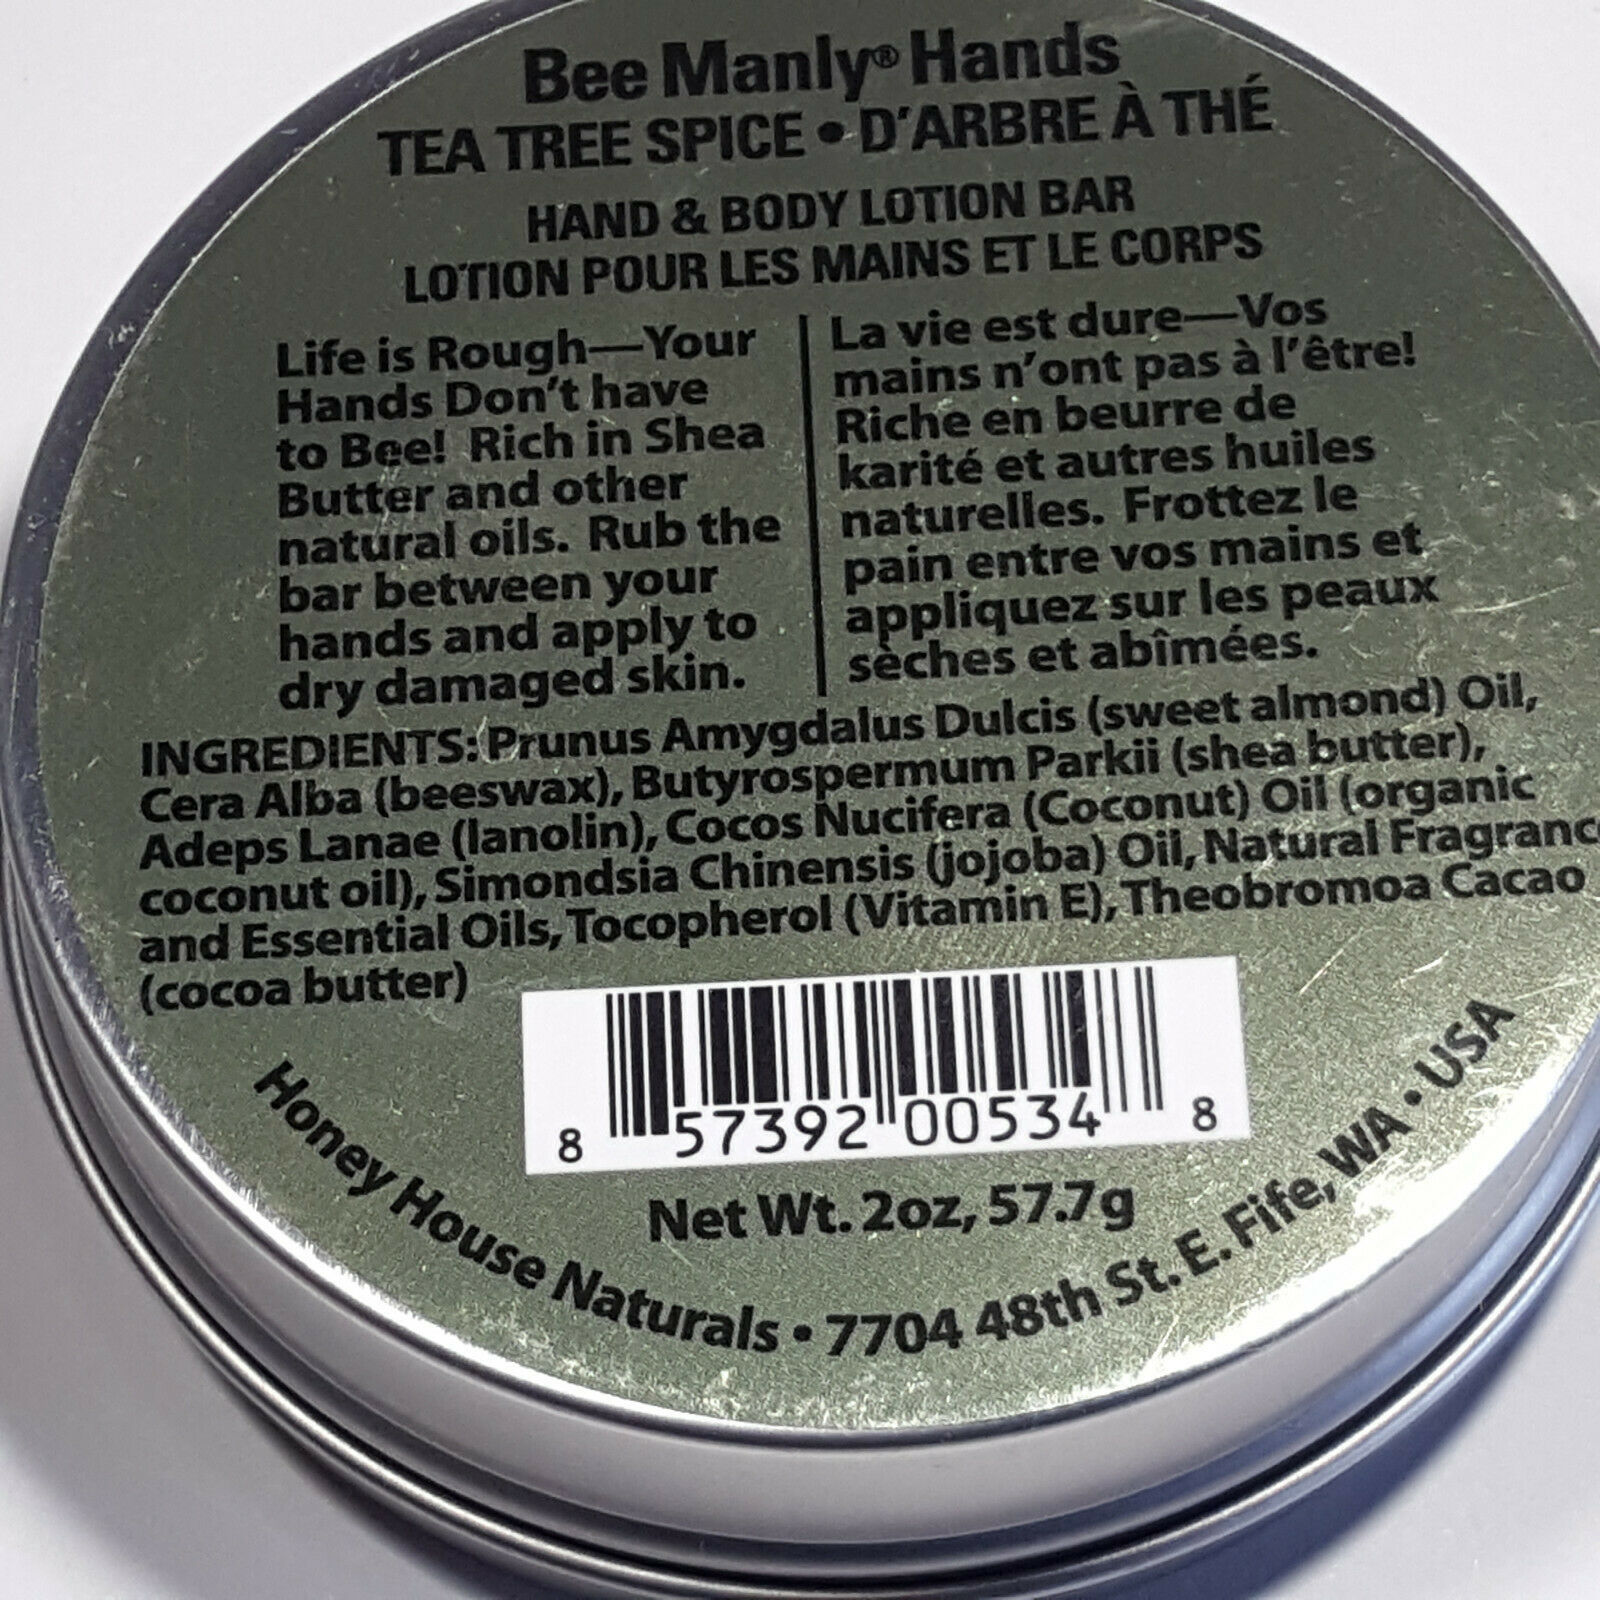 Bee Manly® Hands
TEA TREE SPICE • D'ARBRE À THÉ
HAND & BODY LOTION BAR
LOTION POUR LES MAINS ET LE CORPS
Life is Rough—Your
Hands Don't have
to Bee! Rich in Shea
Butter and other
natural oils. Rub the
bar between your
hands and apply to
dry damaged skin.
La vie est dure—Vos
mains n'ont pas à l'être!
Riche en beurre de
karité et autres huiles
naturelles. Frottez le
pain entre vos mains et
appliquez sur les peaux
sèches et abîmées.
INGREDIENTS: Prunus Amygdalus Dulcis (sweet almond) Oil,
Cera Alba (beeswax), Butyrospermum Parkii (shea butter),
Adeps Lanae (lanolin), Cocos Nucifera (Coconut) Oil (organic
coconut oil), Simondsia Chinensis (jojoba) Oil, Natural Fragranc
and Essential Oils, Tocopherol (Vitamin E), Theobromoa Cacao
(cocoa butter)
8 57392 00534 8
Net Wt. 2oz, 57.7g
Honey House Naturals • 7704 48th St. E. Fife, WA • USA